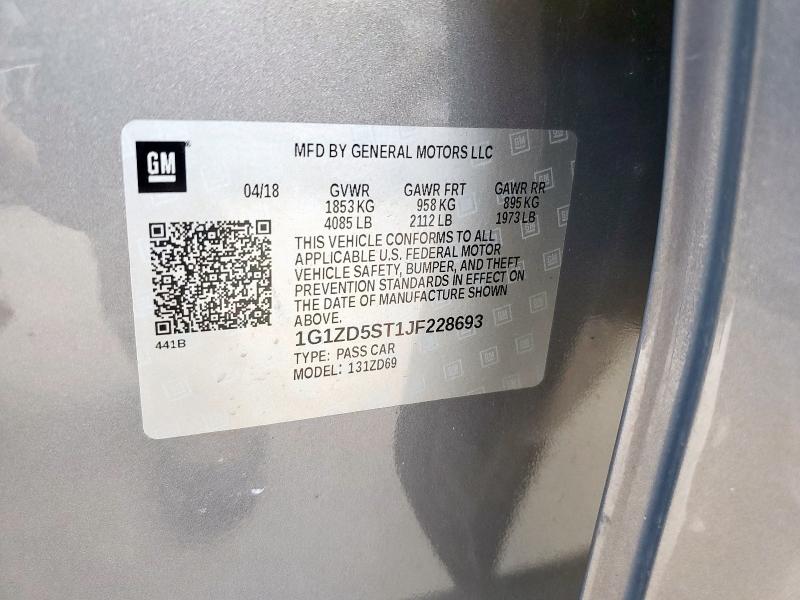 GM
MFD BY GENERAL MOTORS LLC
04/18 GVWR GAWR FRT GAWR RR
1853 KG 958 KG 895 KG
4085 LB 2112 LB 1973 LB
THIS VEHICLE CONFORMS TO ALL
APPLICABLE U.S. FEDERAL MOTOR
VEHICLE SAFETY, BUMPER, AND THEFT
PREVENTION STANDARDS IN EFFECT ON
THE DATE OF MANUFACTURE SHOWN
ABOVE.
441B
1G1ZD5ST1JF228693
TYPE: PASS CAR
MODEL: 131ZD69